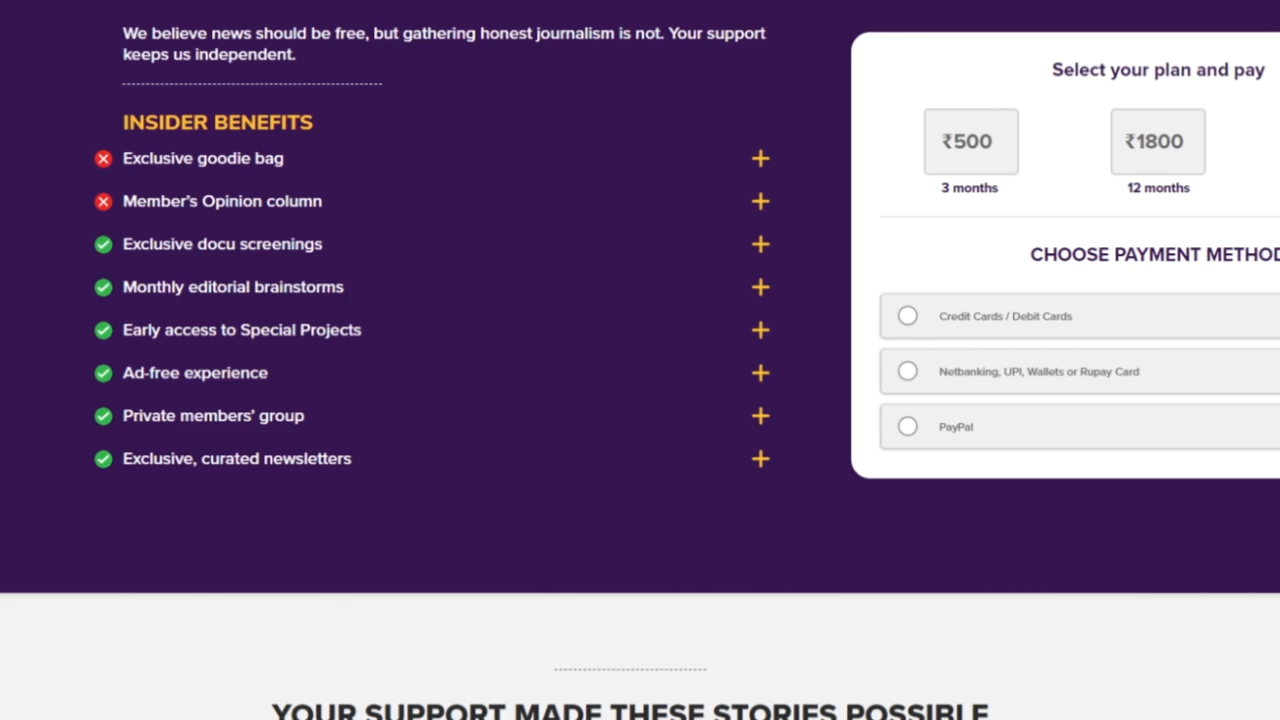 We believe news should be free, but gathering honest journalism is not. Your support
keeps us independent.
INSIDER BENEFITS
Exclusive goodie bag
Member's Opinion column
Exclusive docu screenings
Monthly editorial brainstorms
Early access to Special Projects
Ad-free experience
Private members' group
Exclusive, curated newsletters
Select your plan and pay
₹500
₹1800
3 months
12 months
CHOOSE PAYMENT METHOD
Credit Cards / Debit Cards
Netbanking, UPI, Wallets or Rupay Card
PayPal
YOUR SUPPORT MADE THESE STORIES POSSIBLE